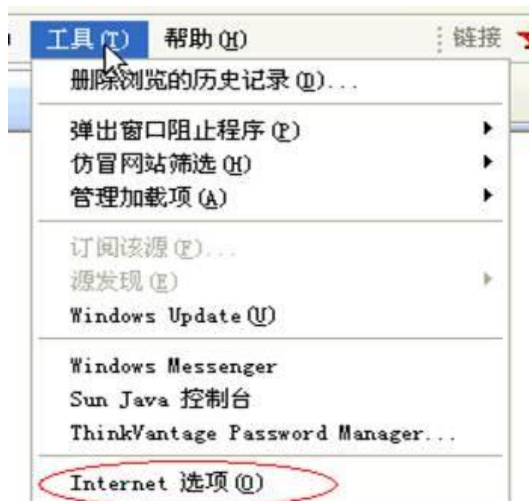 工具(T) 帮助(H) 链接
删除浏览的历史记录(D)...
弹出窗口阻止程序(P)
仿冒网站筛选(H)
管理加载项(A)
订阅该源(F)...
源发现(E)
Windows Update(U)
Windows Messenger
Sun Java 控制台
ThinkVantage Password Manager...
Internet 选项(O)